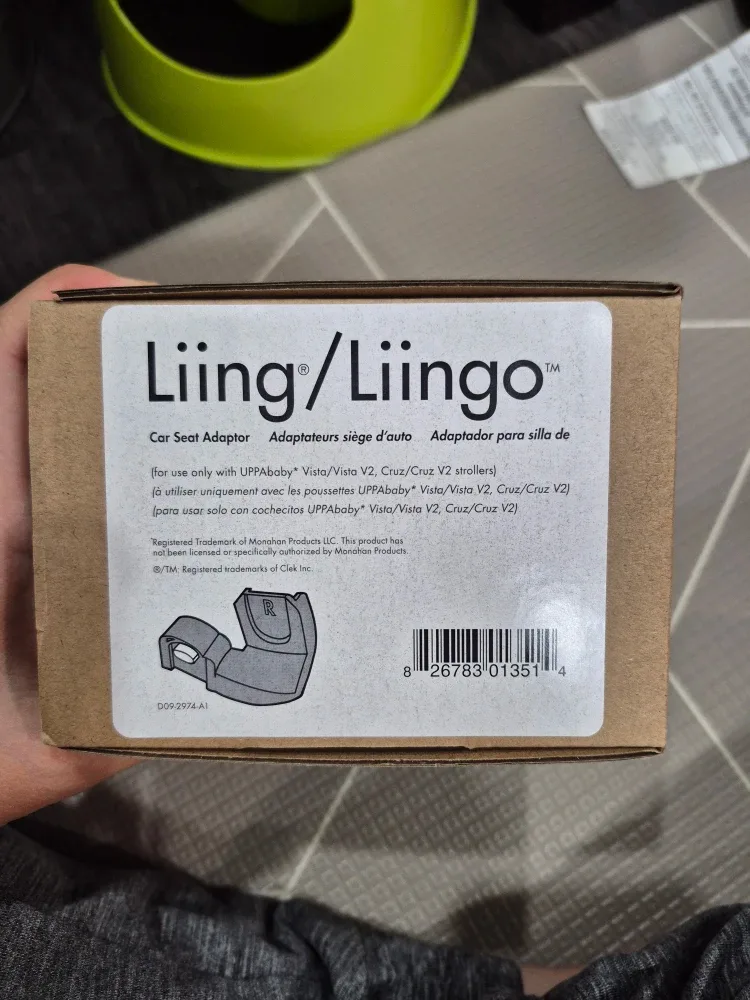 Liing®/Liingo™
Car Seat Adaptor Adaptateurs siège d'auto Adaptador para silla de
(for use only with UPPAbaby* Vista/Vista V2, Cruz/Cruz V2 strollers)
(à utiliser uniquement avec les poussettes UPPAbaby* Vista/Vista V2, Cruz/Cruz V2)
(para usar solo con cochecitos UPPAbaby* Vista/Vista V2, Cruz/Cruz V2)
*Registered Trademark of Monahan Products LLC. This product has
not been licensed or specifically authorized by Monahan Products.
®/TM: Registered trademarks of Clek Inc.
R
8 26783 01351 4
D09-2974-A1